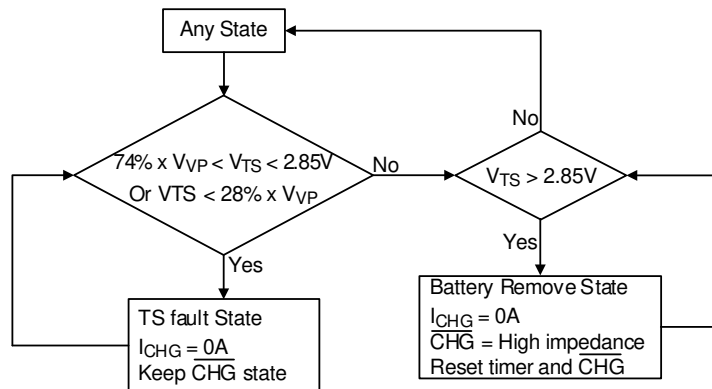 Any State
No
74% x VVP < VTS < 2.85V
Or VTS < 28% x VVP
No
VTS > 2.85V
Yes
Yes
TS fault State
ICHG = 0A
Keep CHG state
Battery Remove State
ICHG = 0A
CHG = High impedance
Reset timer and CHG